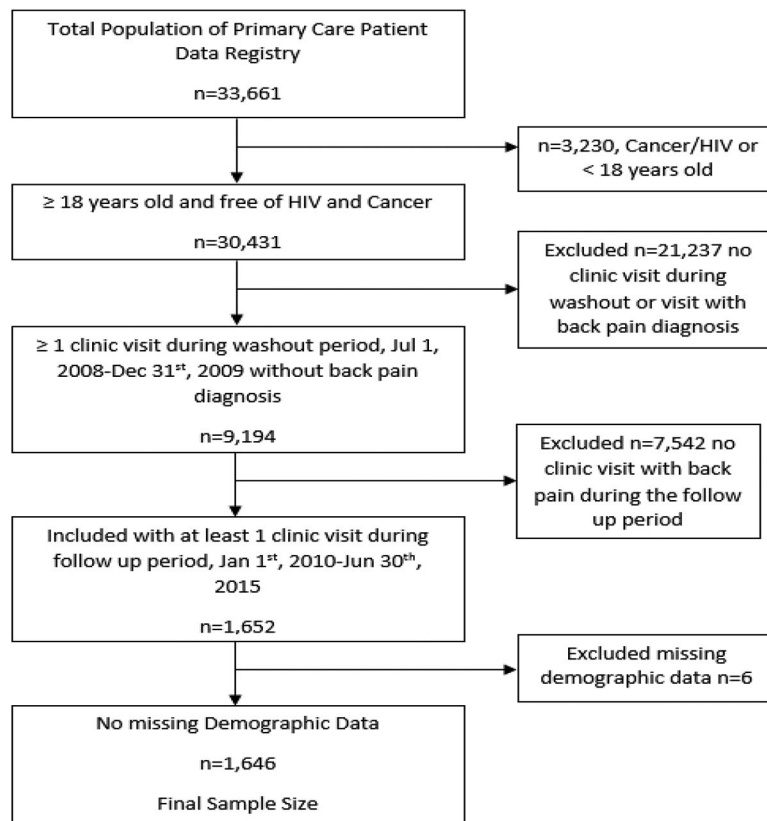 Total Population of Primary Care Patient
Data Registry
n=33,661
n=3,230, Cancer/HIV or
< 18 years old
≥ 18 years old and free of HIV and Cancer
n=30,431
Excluded n=21,237 no
clinic visit during
washout or visit with
back pain diagnosis
≥ 1 clinic visit during washout period, Jul 1,
2008-Dec 31st, 2009 without back pain
diagnosis
n=9,194
Excluded n=7,542 no
clinic visit with back
pain during the follow
up period
Included with at least 1 clinic visit during
follow up period, Jan 1st, 2010-Jun 30th,
2015
n=1,652
Excluded missing
demographic data n=6
No missing Demographic Data
n=1,646
Final Sample Size